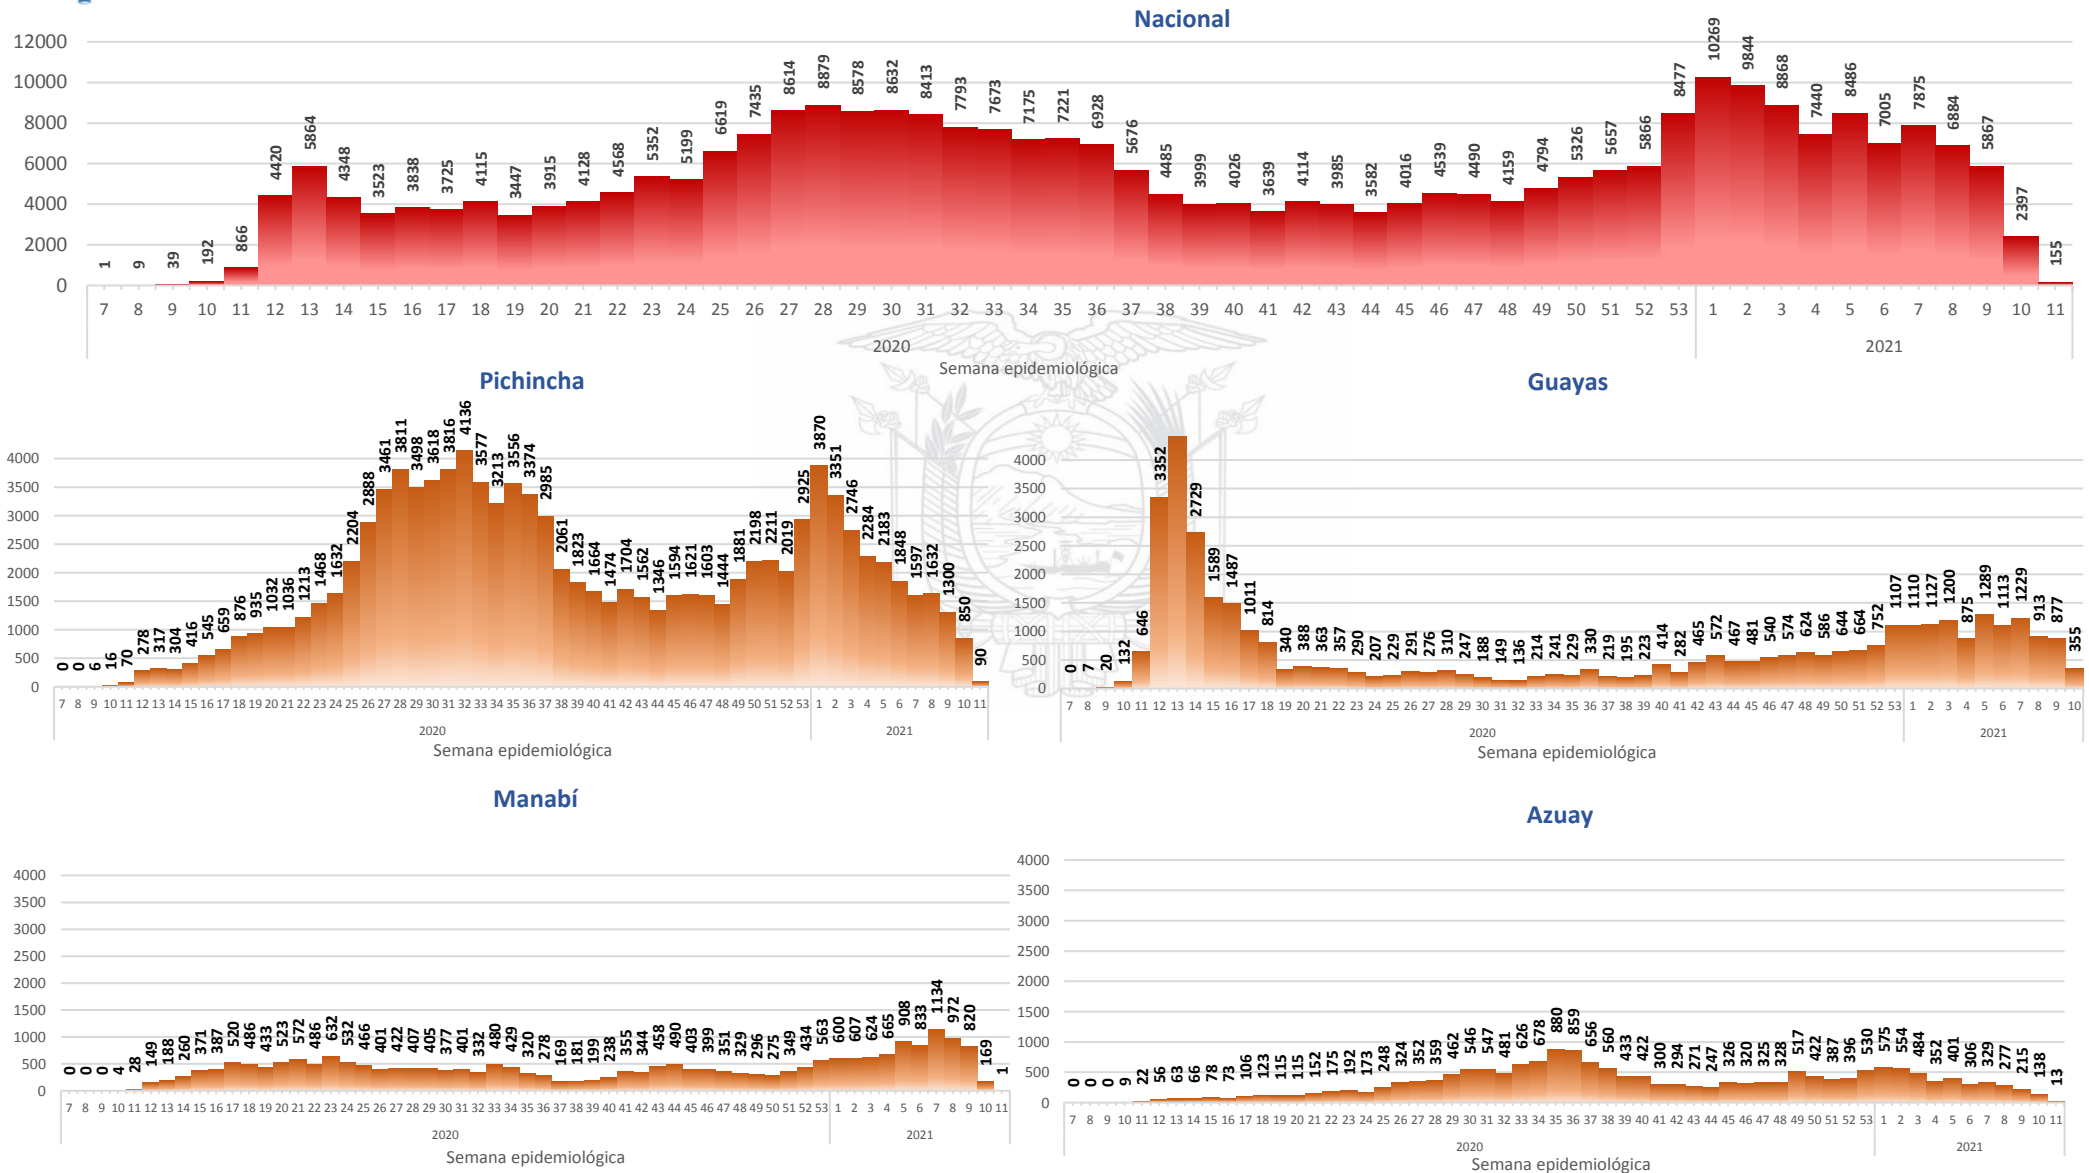 Nacional
12000
10000
8000
6000
4000
2000
0
1 9 39 192 866 4420 5864 4348 3523 3838 3725 4115 3447 3915 4128 4568 5352 5199 6619 7435 8614 8879 8578 8632 8413 7793 7673 7175 7221 6928 5676 4485 3999 4026 3639 4114 3985 3582 4016 4539 4490 4159 4794 5326 5657 5866 8477 10269 9844 8868 7440 8486 7005 7875 6884 5867 2397 155
7 8 9 10 11 12 13 14 15 16 17 18 19 20 21 22 23 24 25 26 27 28 29 30 31 32 33 34 35 36 37 38 39 40 41 42 43 44 45 46 47 48 49 50 51 52 53 1 2 3 4 5 6 7 8 9 10 11
2020 2021
Semana epidemiológica
Pichincha
4000
3500
3000
2500
2000
1500
1000
500
0
0 0 6 16 70 278 317 304 416 545 659 876 935 1032 1036 1213 1468 1632 2204 2888 3461 3811 3498 3618 3816 4136 3577 3213 3556 3374 2985 2061 1823 1664 1474 1704 1562 1346 1594 1621 1603 1444 1881 2198 2211 2019 2925 3870 3351 2746 2284 2183 1848 1597 1632 1300 850 90
7 8 9 10 11 12 13 14 15 16 17 18 19 20 21 22 23 24 25 26 27 28 29 30 31 32 33 34 35 36 37 38 39 40 41 42 43 44 45 46 47 48 49 50 51 52 53 1 2 3 4 5 6 7 8 9 10 11
2020 2021
Semana epidemiológica
Guayas
4000
3500
3000
2500
2000
1500
1000
500
0
0 7 20 132 646 3352 2729 1589 1487 1011 814 340 388 363 357 290 207 229 291 276 310 247 188 149 136 214 241 229 330 219 195 223 414 282 465 572 467 481 540 574 624 586 644 664 752 1107 1110 1127 1200 875 1289 1113 1229 913 877 355
7 8 9 10 11 12 13 14 15 16 17 18 19 20 21 22 23 24 25 26 27 28 29 30 31 32 33 34 35 36 37 38 39 40 41 42 43 44 45 46 47 48 49 50 51 52 53 1 2 3 4 5 6 7 8 9 10
2020 2021
Semana epidemiológica
Manabí
4000
3500
3000
2500
2000
1500
1000
500
0
0 0 0 4 28 149 188 260 371 387 520 486 433 523 572 486 632 532 466 401 422 407 405 377 401 332 480 429 320 278 169 181 199 238 355 344 458 490 403 399 351 329 296 275 349 434 563 600 607 624 665 908 833 1134 972 820 169 1
7 8 9 10 11 12 13 14 15 16 17 18 19 20 21 22 23 24 25 26 27 28 29 30 31 32 33 34 35 36 37 38 39 40 41 42 43 44 45 46 47 48 49 50 51 52 53 1 2 3 4 5 6 7 8 9 10 11
2020 2021
Semana epidemiológica
Azuay
4000
3500
3000
2500
2000
1500
1000
500
0
0 0 0 9 22 56 63 66 78 73 106 123 115 115 152 175 192 173 248 324 352 359 462 546 547 481 626 678 880 859 656 560 433 422 300 294 271 247 326 320 325 328 517 422 387 396 530 575 554 484 352 401 306 329 277 215 138 13
7 8 9 10 11 12 13 14 15 16 17 18 19 20 21 22 23 24 25 26 27 28 29 30 31 32 33 34 35 36 37 38 39 40 41 42 43 44 45 46 47 48 49 50 51 52 53 1 2 3 4 5 6 7 8 9 10 11
2020 2021
Semana epidemiológica